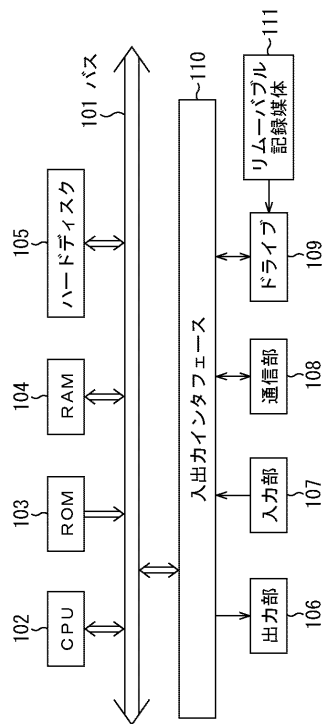 101 バス
102
CPU
103
ROM
104
RAM
105
ハードディスク
110
入出力インタフェース
出力部
106
入力部
107
通信部
108
ドライブ
109
111
リムーバブル
記録媒体